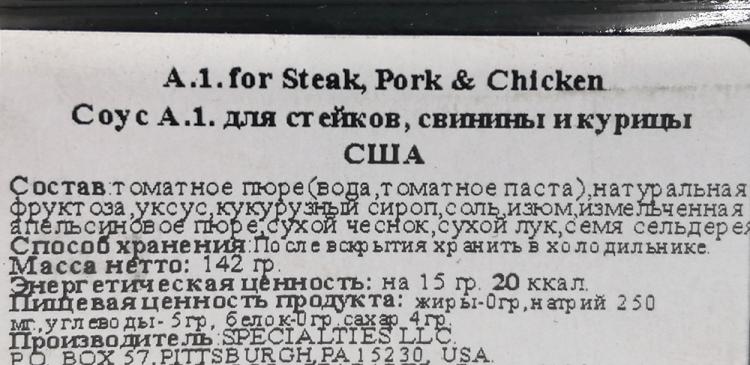 A.1. for Steak, Pork & Chicken
Соус А.1. для стейков, свинины и курицы
США
Состав:томатное пюре(вода,томатная паста),натуральная
фруктоза,уксус,кукурузный сироп,соль,изюм,измельченная
апельсиновое пюре,сухой чеснок,сухой лук,семя сельдерея
Способ хранения:После вскрытия хранить в холодильнике.
Масса нетто: 142 гр.
Энергетическая ценность: на 15 гр. 20 ккал.
Пищевая ценность продукта: жиры-0гр,натрий 250
мг.,углеводы- 5гр, белок-0гр.сахар 4гр.
Производитель:SPECIALTIES LLC.
P.O. BOX 57,PITTSBURGH,PA 15230, USA.